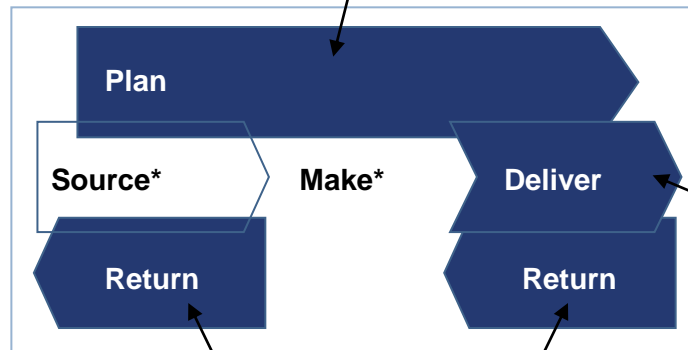 Plan
Source*
Make*
Deliver
Return
Return